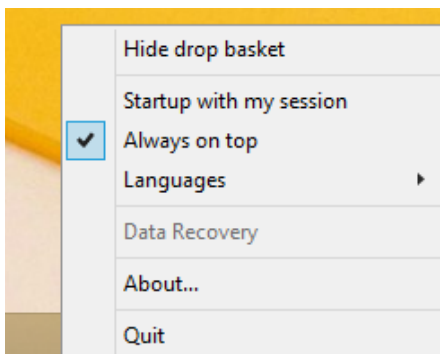 Hide drop basket
Startup with my session
Always on top
Languages
Data Recovery
About...
Quit